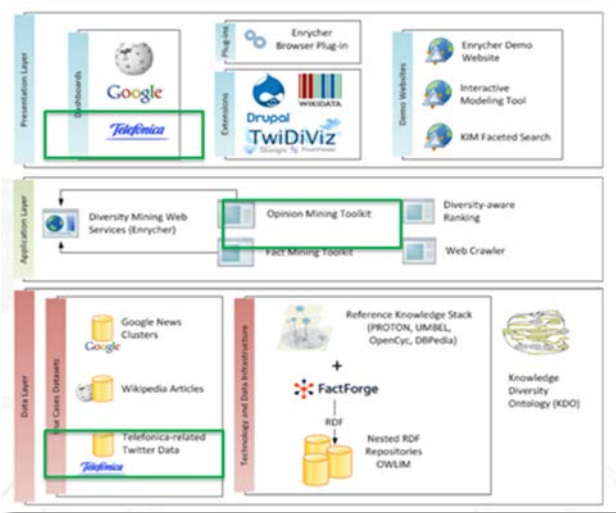 Presentation Layer
Dashboards
Google
Telefonica
Plug-ins
Enrycher
Browser Plug-in
Extensions
Drupal
WIKIDATA
TwiDiViz
Demo Websites
Enrycher Demo
Website
Interactive
Modeling Tool
KIM Faceted Search
Application Layer
Diversity Mining Web
Services (Enrycher)
Opinion Mining Toolkit
Fact Mining Toolkit
Diversity-aware
Ranking
Web Crawler
Data Layer
Use Cases Datasets
Google News
Clusters
Google
Wikipedia Articles
Telefonica-related
Twitter Data
Telefonica
Technology and Data Infrastructure
Reference Knowledge Stack
(PROTON, UMBEL,
OpenCyc, DBPedia)
+
FactForge
RDF
Nested RDF
Repositories
OWLIM
Knowledge
Diversity
Ontology (KDO)